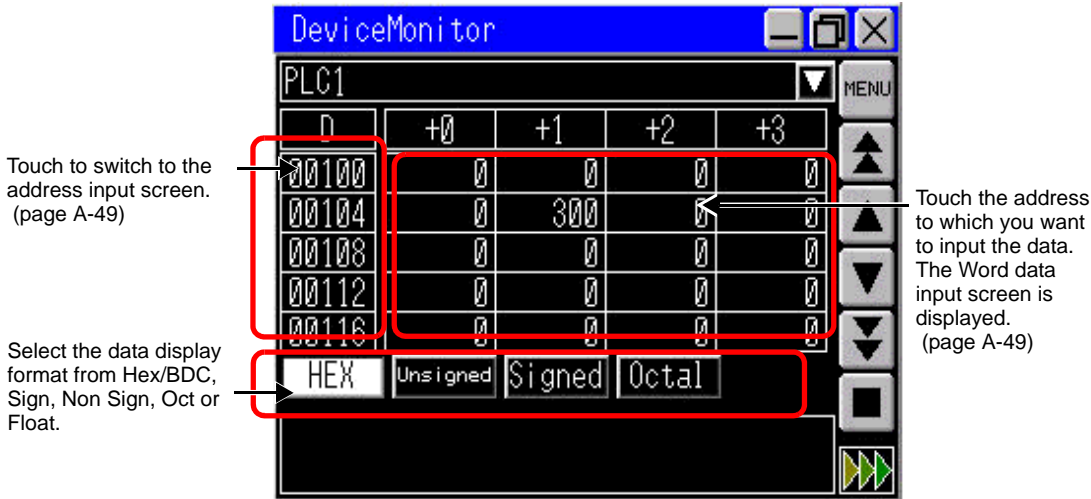 DeviceMonitor
PLC1
MENU
D +0 +1 +2 +3
00100 0 0 0 0
00104 0 300 0 0
00108 0 0 0 0
00112 0 0 0 0
00116 0 0 0 0
HEX Unsigned Signed Octal
Touch to switch to the
address input screen.
(page A-49)
Select the data display
format from Hex/BDC,
Sign, Non Sign, Oct or
Float.
Touch the address
to which you want
to input the data.
The Word data
input screen is
displayed.
(page A-49)